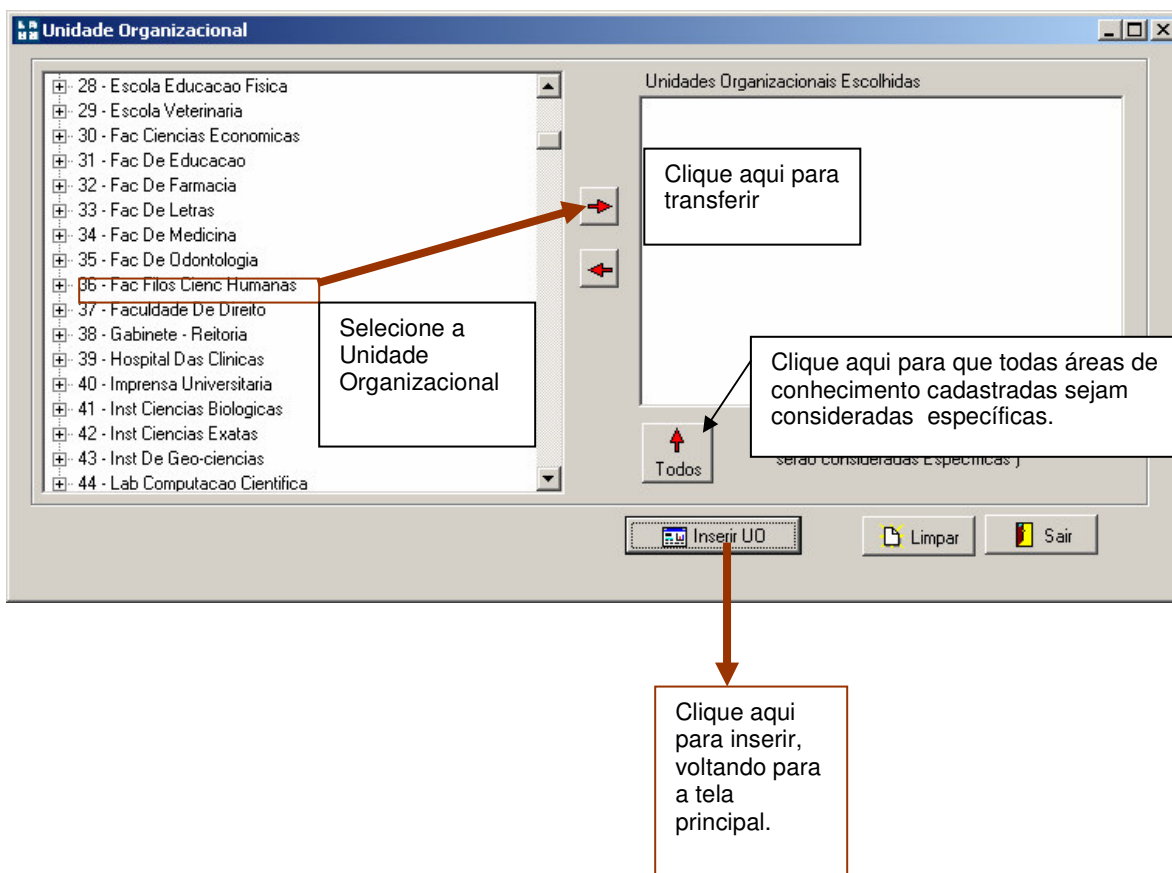 Unidade Organizacional
28 - Escola Educacao Fisica
29 - Escola Veterinaria
30 - Fac Ciencias Economicas
31 - Fac De Educacao
32 - Fac De Farmacia
33 - Fac De Letras
34 - Fac De Medicina
35 - Fac De Odontologia
36 - Fac Filos Cienc Humanas
37 - Faculdade De Direito
38 - Gabinete - Reitoria
39 - Hospital Das Clinicas
40 - Imprensa Universitaria
41 - Inst Ciencias Biologicas
42 - Inst Ciencias Exatas
43 - Inst De Geo-ciencias
44 - Lab Computacao Cientifica
Selecione a
Unidade
Organizacional
Unidades Organizacionais Escolhidas
Clique aqui para
transferir
Clique aqui para que todas áreas de
conhecimento cadastradas sejam
consideradas específicas.
Todos
serão consideradas Específicas )
Inserir UO
Limpar
Sair
Clique aqui
para inserir,
voltando para
a tela
principal.